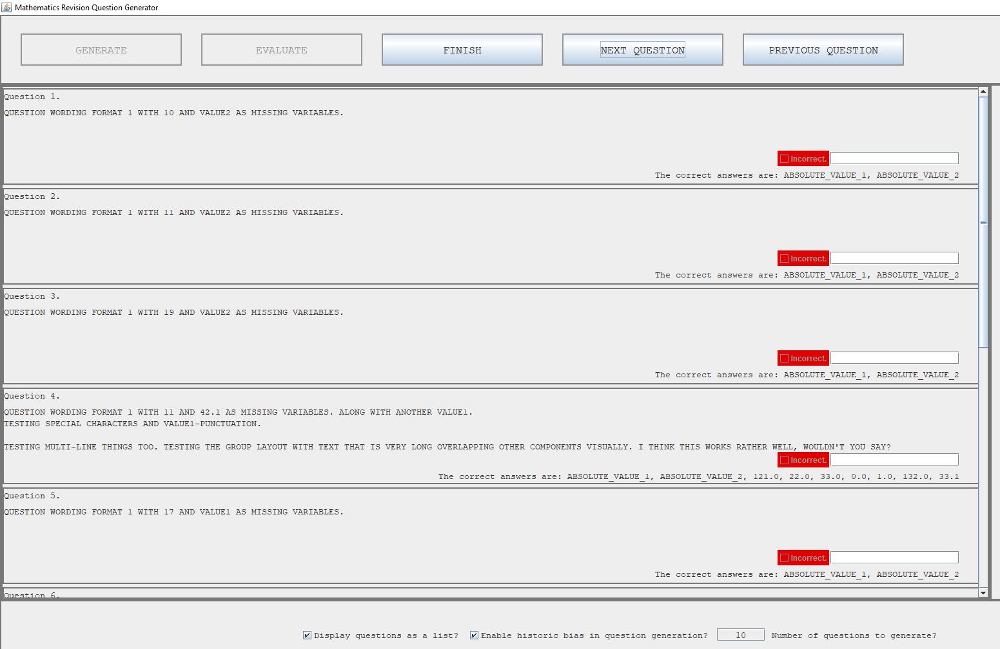 Mathematics Revision Question Generator
GENERATE
EVALUATE
FINISH
NEXT QUESTION
PREVIOUS QUESTION
Question 1.
QUESTION WORDING FORMAT 1 WITH 10 AND VALUE2 AS MISSING VARIABLES.
Incorrect.
The correct answers are: ABSOLUTE_VALUE_1, ABSOLUTE_VALUE_2
Question 2.
QUESTION WORDING FORMAT 1 WITH 11 AND VALUE2 AS MISSING VARIABLES.
Incorrect.
The correct answers are: ABSOLUTE_VALUE_1, ABSOLUTE_VALUE_2
Question 3.
QUESTION WORDING FORMAT 1 WITH 19 AND VALUE2 AS MISSING VARIABLES.
Incorrect.
The correct answers are: ABSOLUTE_VALUE_1, ABSOLUTE_VALUE_2
Question 4.
QUESTION WORDING FORMAT 1 WITH 11 AND 42.1 AS MISSING VARIABLES. ALONG WITH ANOTHER VALUE1.
TESTING SPECIAL CHARACTERS AND VALUE1-PUNCTUATION.
TESTING MULTI-LINE THINGS TOO. TESTING THE GROUP LAYOUT WITH TEXT THAT IS VERY LONG OVERLAPPING OTHER COMPONENTS VISUALLY. I THINK THIS WORKS RATHER WELL, WOULDN'T YOU SAY?
Incorrect.
The correct answers are: ABSOLUTE_VALUE_1, ABSOLUTE_VALUE_2, 121.0, 22.0, 33.0, 0.0, 1.0, 132.0, 33.1
Question 5.
QUESTION WORDING FORMAT 1 WITH 17 AND VALUE1 AS MISSING VARIABLES.
Incorrect.
The correct answers are: ABSOLUTE_VALUE_1, ABSOLUTE_VALUE_2
Question 6.
Display questions as a list?
Enable historic bias in question generation?
10
Number of questions to generate?